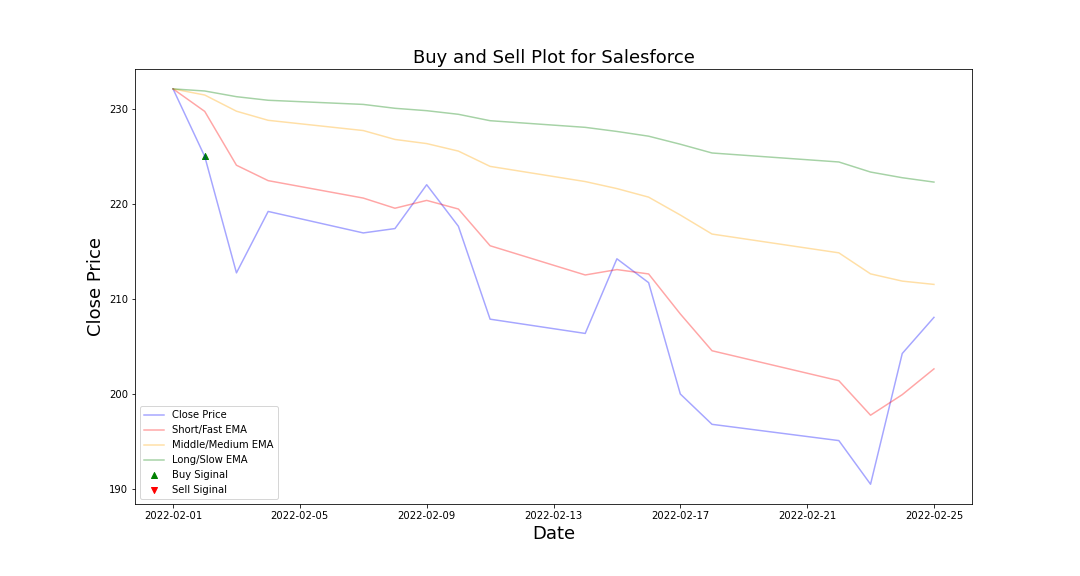 Buy and Sell Plot for Salesforce
Close Price
230
220
210
200
190
Close Price
Short/Fast EMA
Middle/Medium EMA
Long/Slow EMA
Buy Siginal
Sell Siginal
2022-02-01 2022-02-05 2022-02-09 2022-02-13 2022-02-17 2022-02-21 2022-02-25
Date